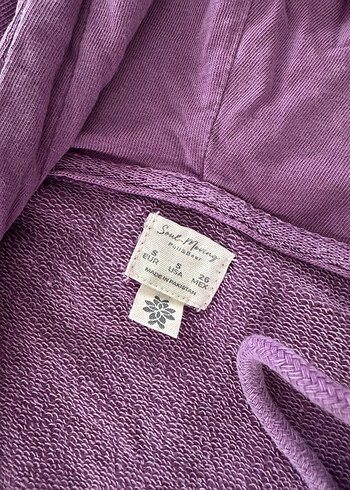 Soul Moving
Pull&Bear
S S 26
EUR USA MEX
MADE IN PAKISTAN